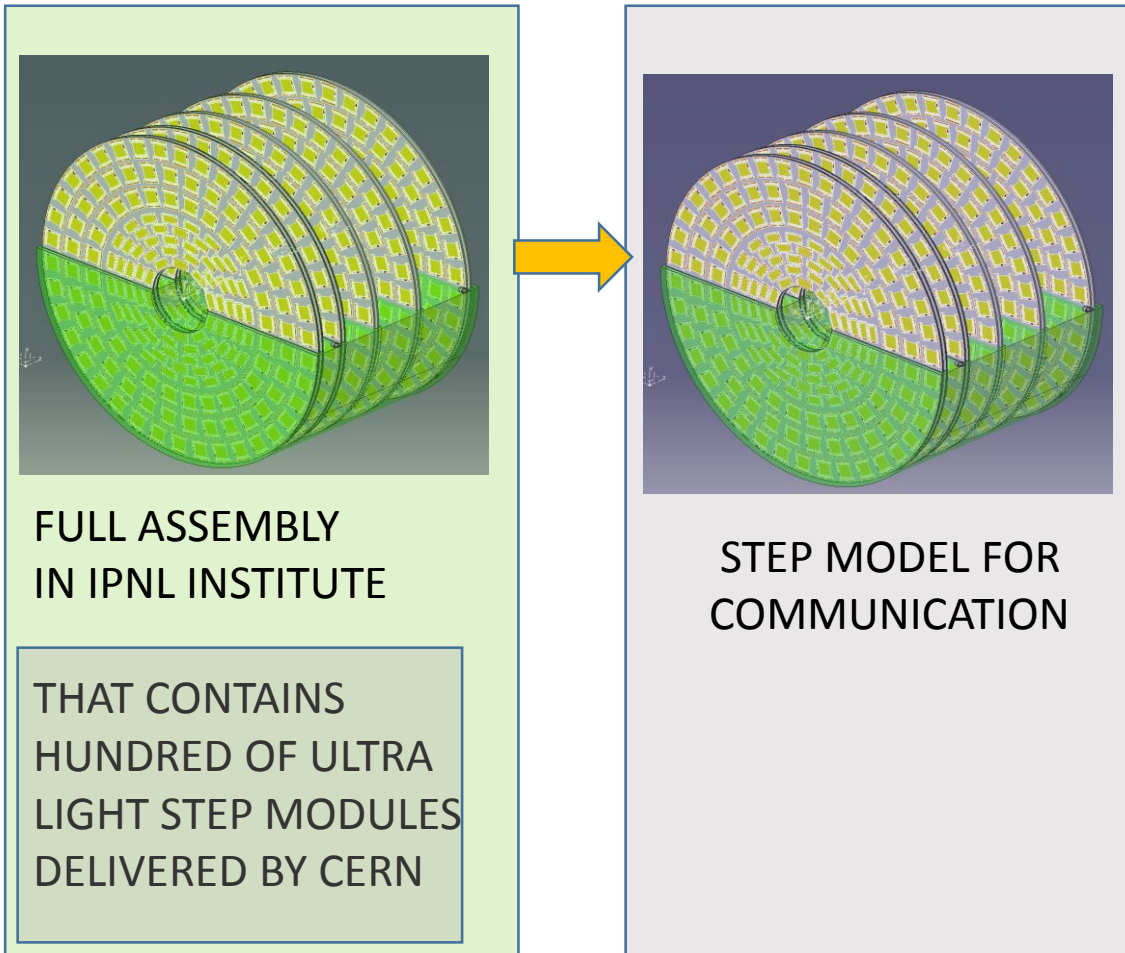 FULL ASSEMBLY
IN IPNL INSTITUTE
THAT CONTAINS
HUNDRED OF ULTRA
LIGHT STEP MODULES
DELIVERED BY CERN
STEP MODEL FOR
COMMUNICATION